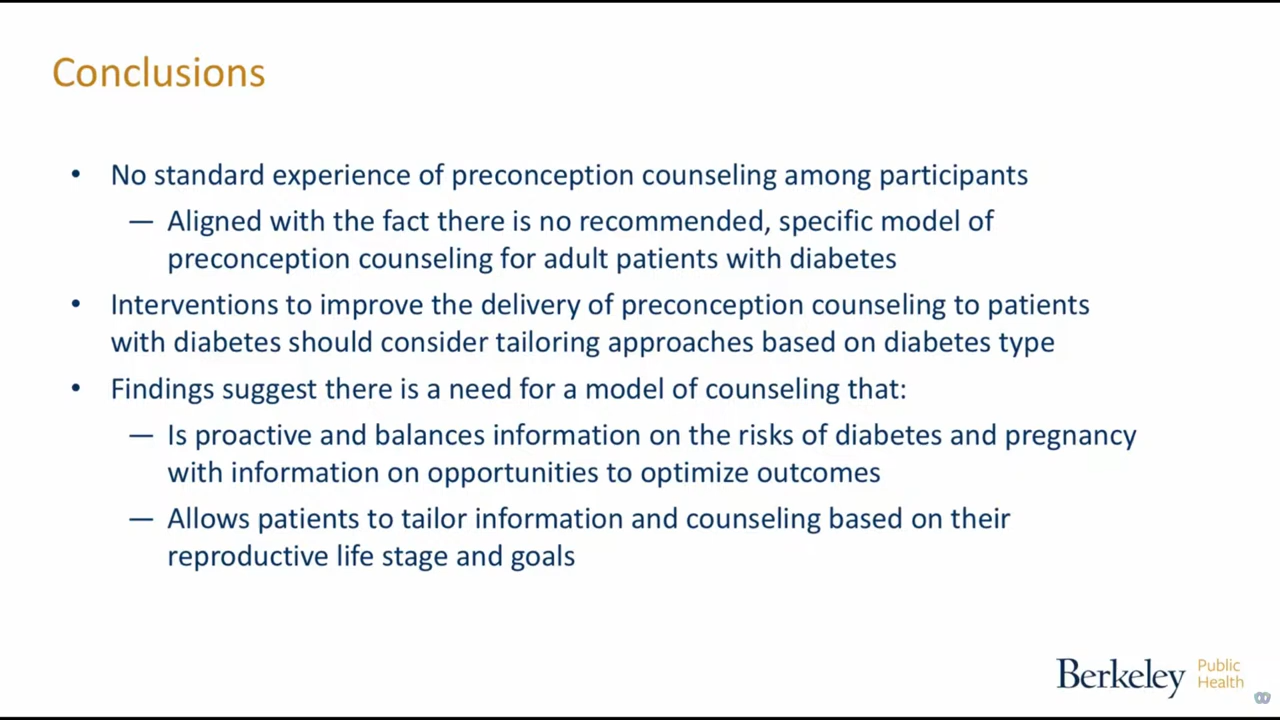 Conclusions
• No standard experience of preconception counseling among participants
— Aligned with the fact there is no recommended, specific model of
preconception counseling for adult patients with diabetes
• Interventions to improve the delivery of preconception counseling to patients
with diabetes should consider tailoring approaches based on diabetes type
• Findings suggest there is a need for a model of counseling that:
— Is proactive and balances information on the risks of diabetes and pregnancy
with information on opportunities to optimize outcomes
— Allows patients to tailor information and counseling based on their
reproductive life stage and goals
Berkeley Public
Health